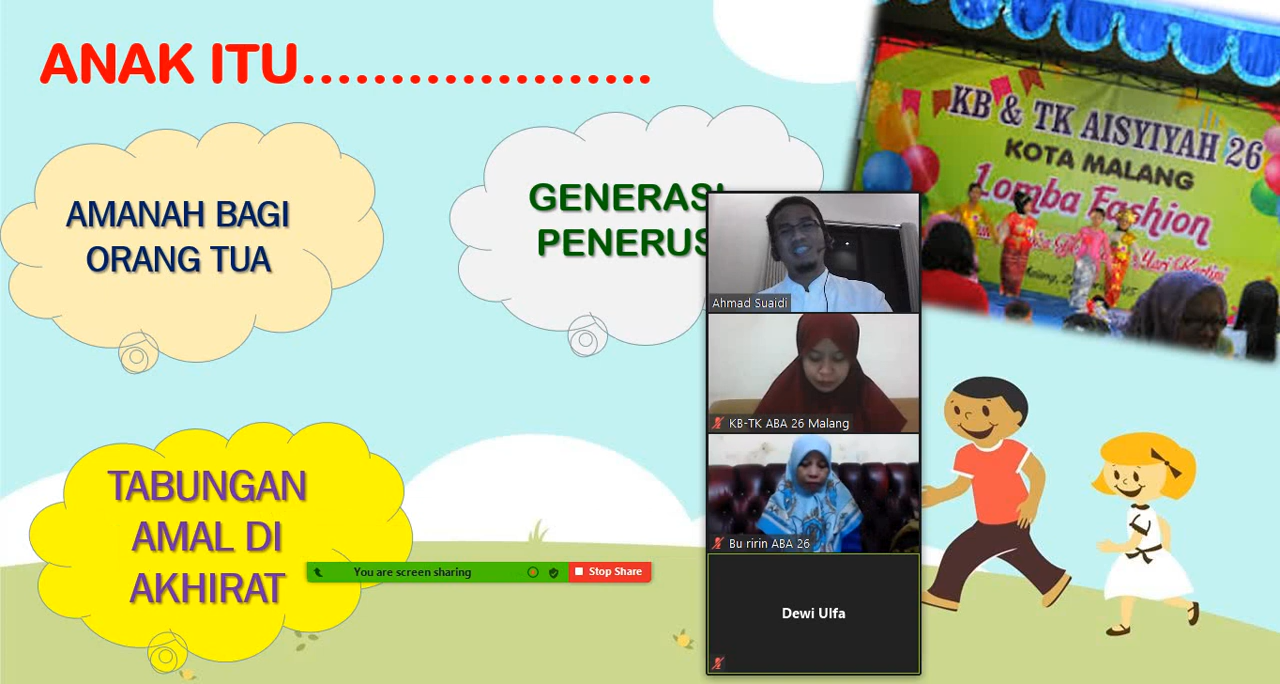 ANAK ITU....................
AMANAH BAGI
ORANG TUA
GENERASI
PENERUS
TABUNGAN
AMAL DI
AKHIRAT
KB & TK AISYIYAH 26
KOTA MALANG
Lomba Fashion
Hari Kartini
Ahmad Suaidi
KB-TK ABA 26 Malang
Bu ririn ABA 26
Dewi Ulfa
You are screen sharing
Stop Share